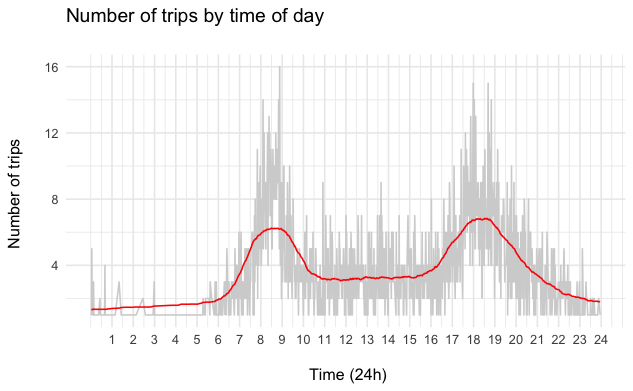 Number of trips by time of day
Number of trips
16
12
8
4
1 2 3 4 5 6 7 8 9 10 11 12 13 14 15 16 17 18 19 20 21 22 23 24
Time (24h)